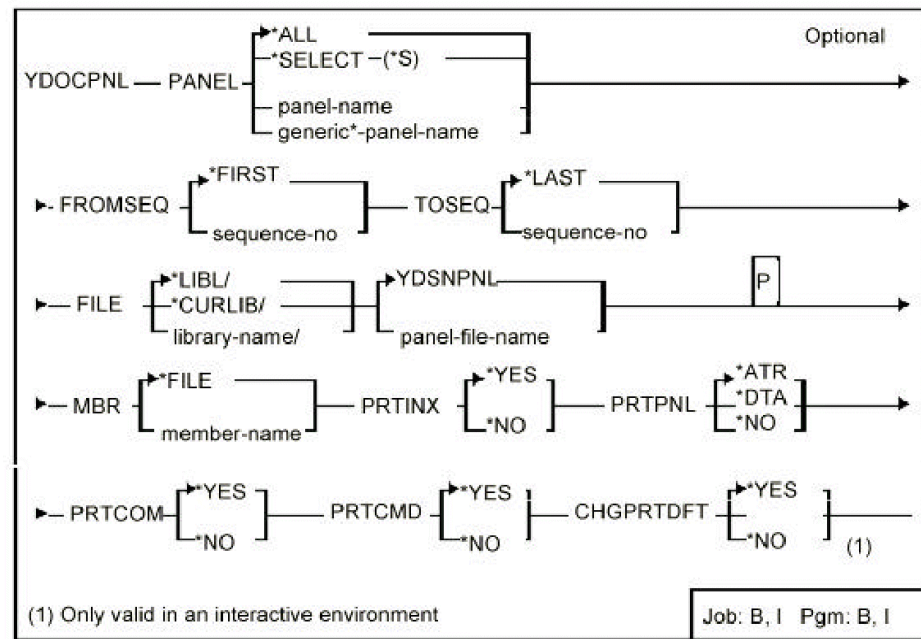 *ALL
Optional
*SELECT (*S)
YDOCPNL PANEL
panel-name
generic*-panel-name
*FIRST *LAST
FROMSEQ TOSEQ
sequence-no sequence-no
*LIBL/ YDSNPNL P
FILE *CURLIB/
library-name/ panel-file-name
*FILE *YES *ATR
MBR PRTINX PRTPNL *DTA
member-name *NO *NO
*YES *YES *YES
PRTCOM PRTCMD CHGPRTDFT
*NO *NO *NO (1)
(1) Only valid in an interactive environment
Job: B, I Pgm: B, I